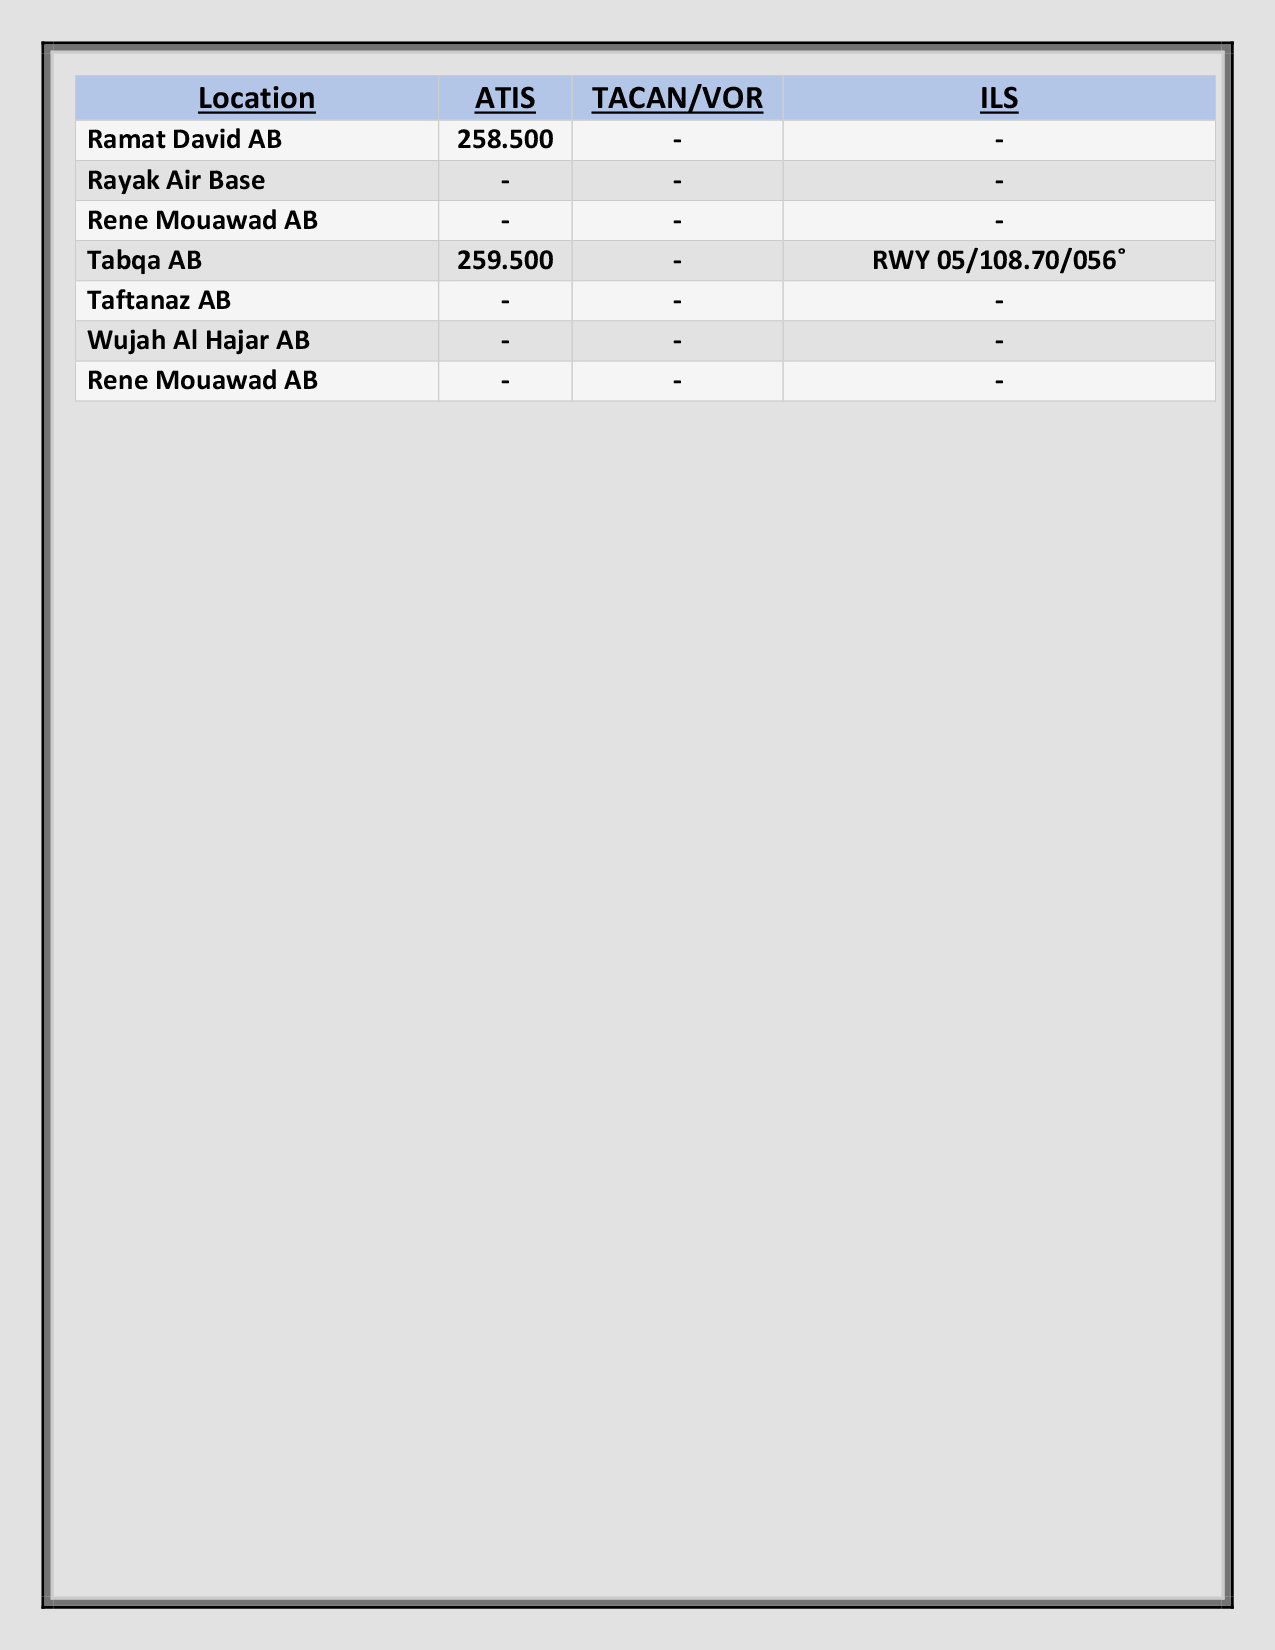 Location ATIS TACAN/VOR ILS
Ramat David AB 258.500 - -
Rayak Air Base - - -
Rene Mouawad AB - - -
Tabqa AB 259.500 - RWY 05/108.70/056˚
Taftanaz AB - - -
Wujah Al Hajar AB - - -
Rene Mouawad AB - - -